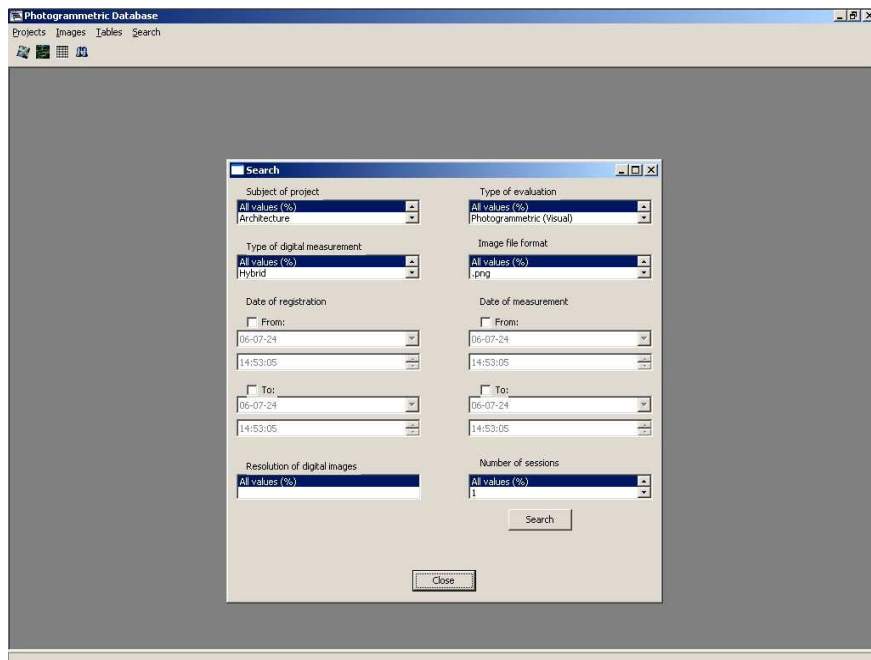 Photogrammetric Database
Projects Images Tables Search
Search
Subject of project
All values (%)
Architecture
Type of evaluation
All values (%)
Photogrammetric (Visual)
Type of digital measurement
All values (%)
Hybrid
Image file format
All values (%)
.png
Date of registration
From:
06-07-24
14:53:05
To:
06-07-24
14:53:05
Date of measurement
From:
06-07-24
14:53:05
To:
06-07-24
14:53:05
Resolution of digital images
All values (%)
Number of sessions
All values (%)
1
Search
Close